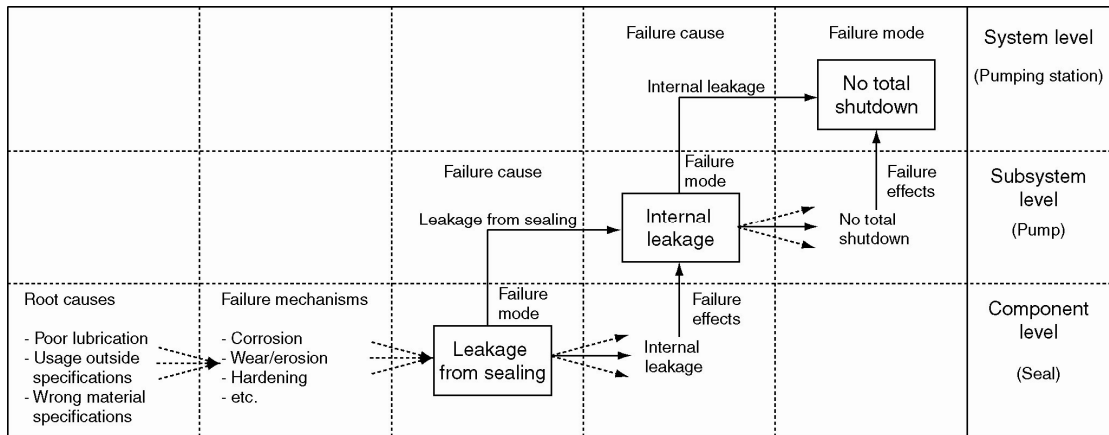 Failure cause
Failure mode
System level
(Pumping station)
Internal leakage
No total
shutdown
Failure cause
Failure
mode
Failure
effects
Subsystem
level
(Pump)
Leakage from sealing
Internal
leakage
No total
shutdown
Root causes
- Poor lubrication
- Usage outside
specifications
- Wrong material
specifications
Failure mechanisms
- Corrosion
- Wear/erosion
- Hardening
- etc.
Failure
mode
Leakage
from sealing
Failure
effects
Internal
leakage
Component
level
(Seal)